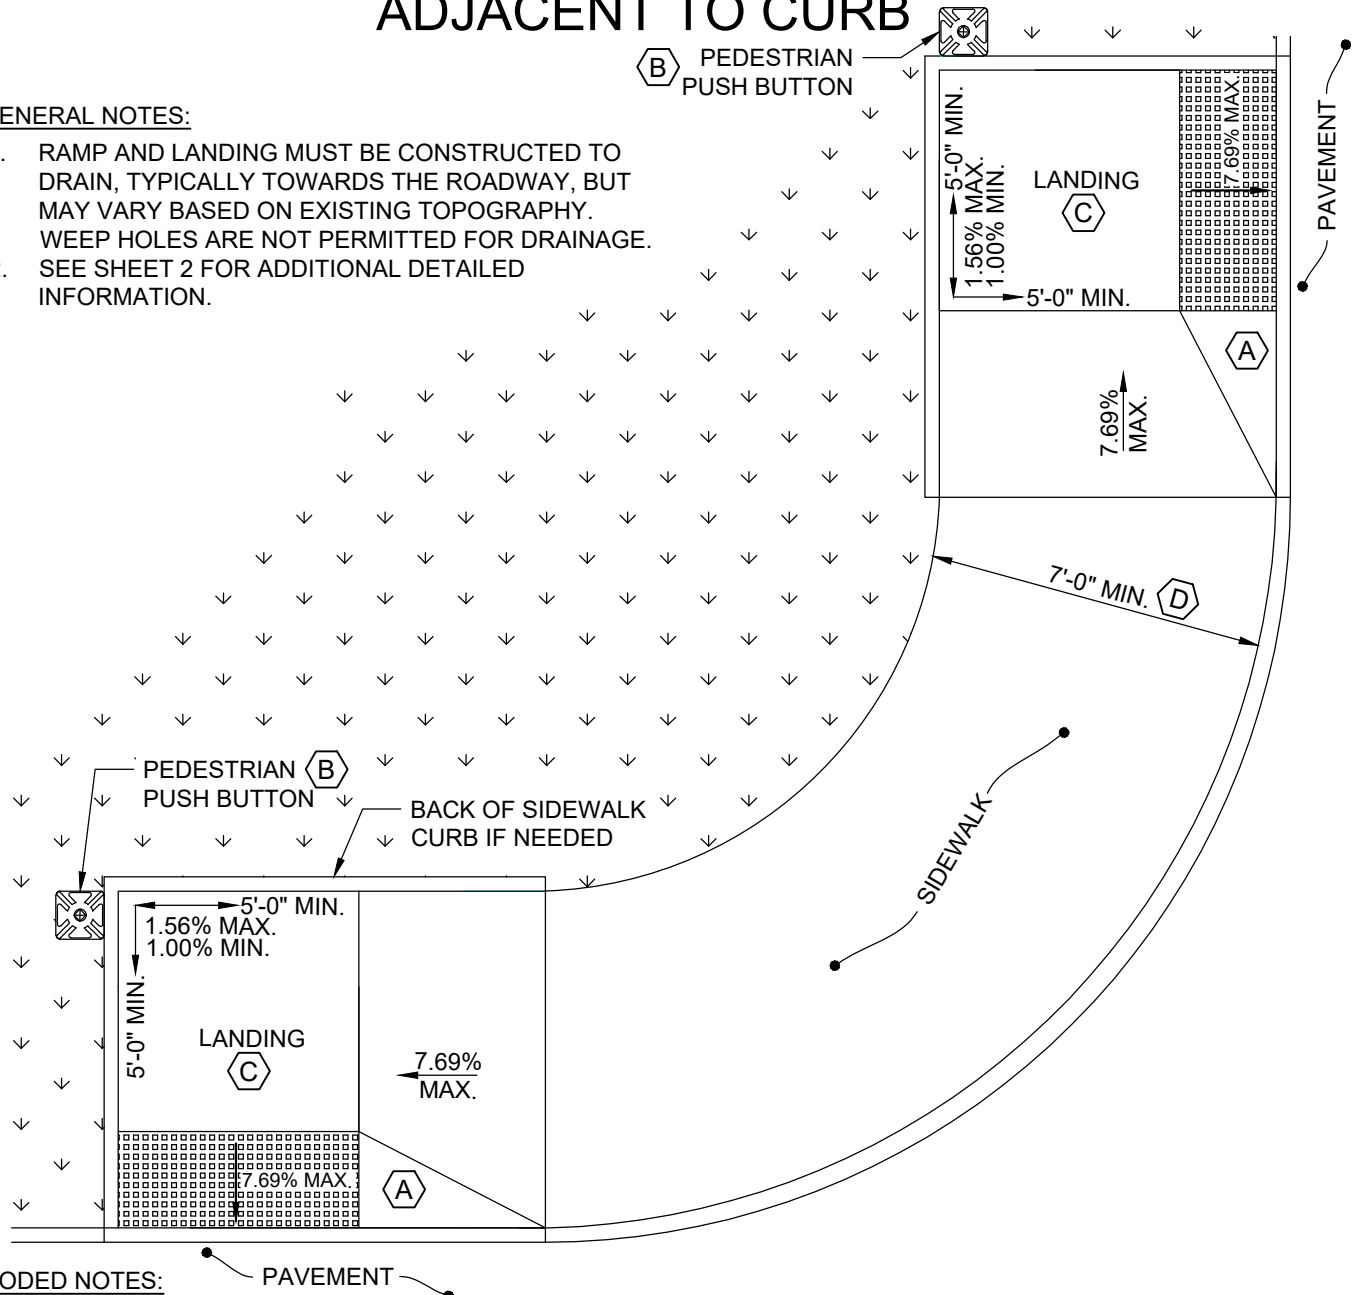 ADJACENT TO CURB
B PEDESTRIAN
PUSH BUTTON
ENERAL NOTES:
. RAMP AND LANDING MUST BE CONSTRUCTED TO
DRAIN, TYPICALLY TOWARDS THE ROADWAY, BUT
MAY VARY BASED ON EXISTING TOPOGRAPHY.
WEEP HOLES ARE NOT PERMITTED FOR DRAINAGE.
. SEE SHEET 2 FOR ADDITIONAL DETAILED
INFORMATION.
5'-0" MIN.
1.56% MAX.
1.00% MIN.
LANDING
C
5'-0" MIN.
7.69% MAX.
PAVEMENT
A
7.69%
MAX.
7'-0" MIN. D
SIDEWALK
PEDESTRIAN B
PUSH BUTTON
BACK OF SIDEWALK
CURB IF NEEDED
5'-0" MIN.
1.56% MAX.
1.00% MIN.
5'-0" MIN.
LANDING
C
7.69%
MAX.
7.69% MAX.
A
PAVEMENT
ODED NOTES: